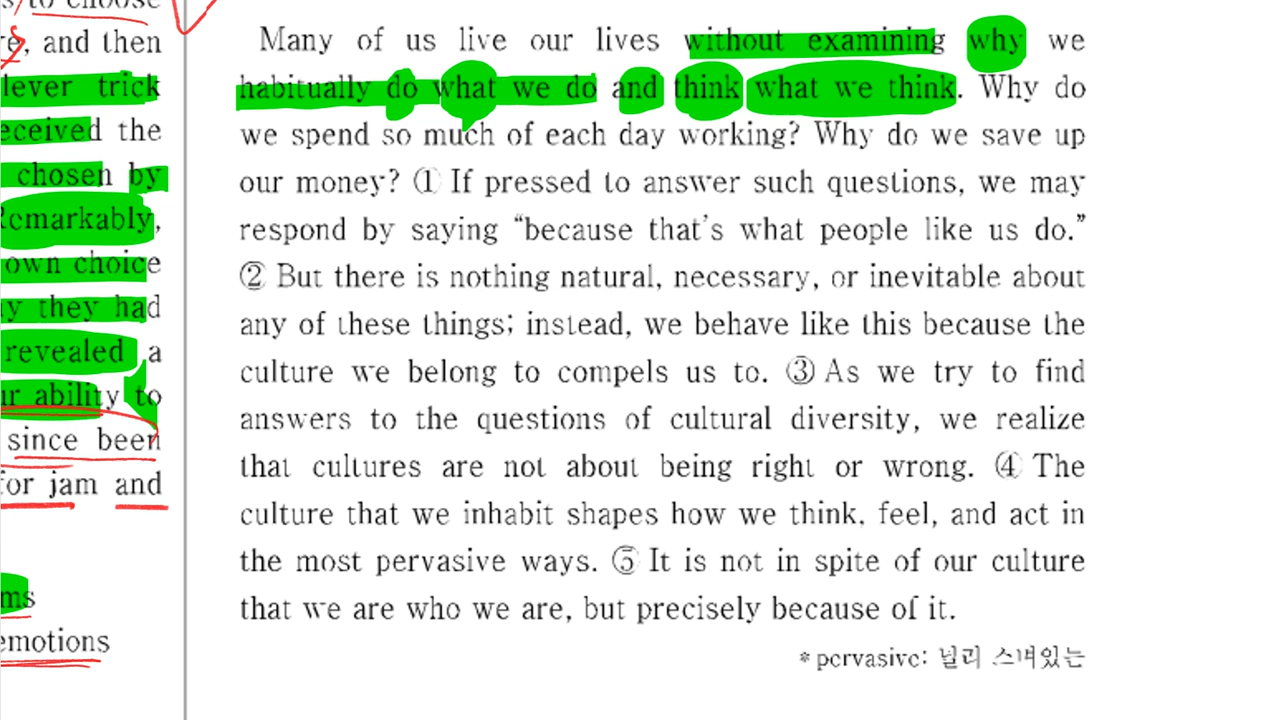 to choose
, and then
lever trick
eceived the
chosen by
emarkably,
own choice
y they had
revealed a
ur ability to
since been
for jam and
ms
emotions
Many of us live our lives without examining why we
habitually do what we do and think what we think. Why do
we spend so much of each day working? Why do we save up
our money? ① If pressed to answer such questions, we may
respond by saying “because that’s what people like us do.”
② But there is nothing natural, necessary, or inevitable about
any of these things; instead, we behave like this because the
culture we belong to compels us to. ③ As we try to find
answers to the questions of cultural diversity, we realize
that cultures are not about being right or wrong. ④ The
culture that we inhabit shapes how we think, feel, and act in
the most pervasive ways. ⑤ It is not in spite of our culture
that we are who we are, but precisely because of it.
* pervasive: 널리 스며있는